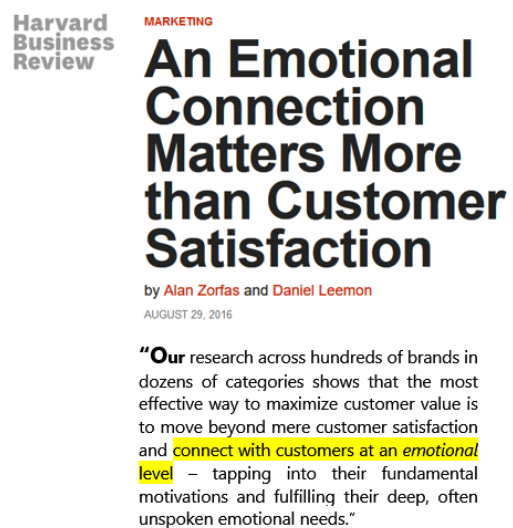 Harvard
Business
Review
MARKETING
An Emotional
Connection
Matters More
than Customer
Satisfaction
by Alan Zorfas and Daniel Leemon
AUGUST 29, 2016
“Our research across hundreds of brands in
dozens of categories shows that the most
effective way to maximize customer value is
to move beyond mere customer satisfaction
and connect with customers at an emotional
level – tapping into their fundamental
motivations and fulfilling their deep, often
unspoken emotional needs.”